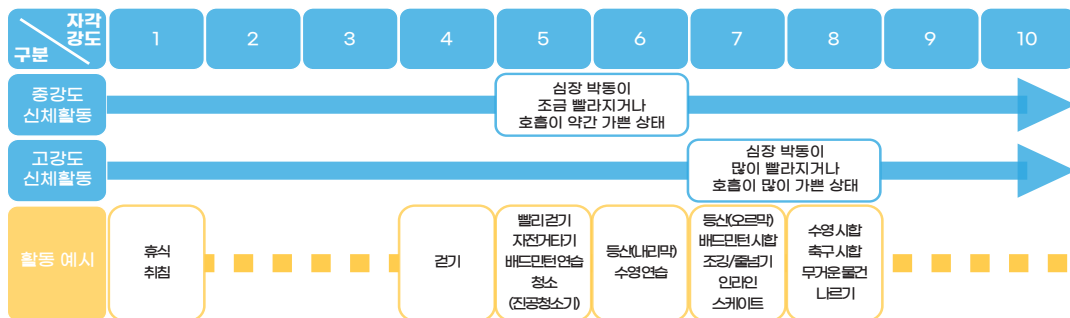 자각
강도
구분
1 2 3 4 5 6 7 8 9 10
중강도
신체활동
심장 박동이
조금 빨라지거나
호흡이 약간 가쁜 상태
고강도
신체활동
심장 박동이
많이 빨라지거나
호흡이 많이 가쁜 상태
활동 예시
휴식
취침
걷기
빨리 걷기
자전거타기
배드민턴 연습
청소
(진공청소기)
등산(내리막)
수영 연습
등산(오르막)
배드민턴 시합
조깅/줄넘기
인라인
스케이트
수영 시합
축구 시합
무거운 물건
나르기